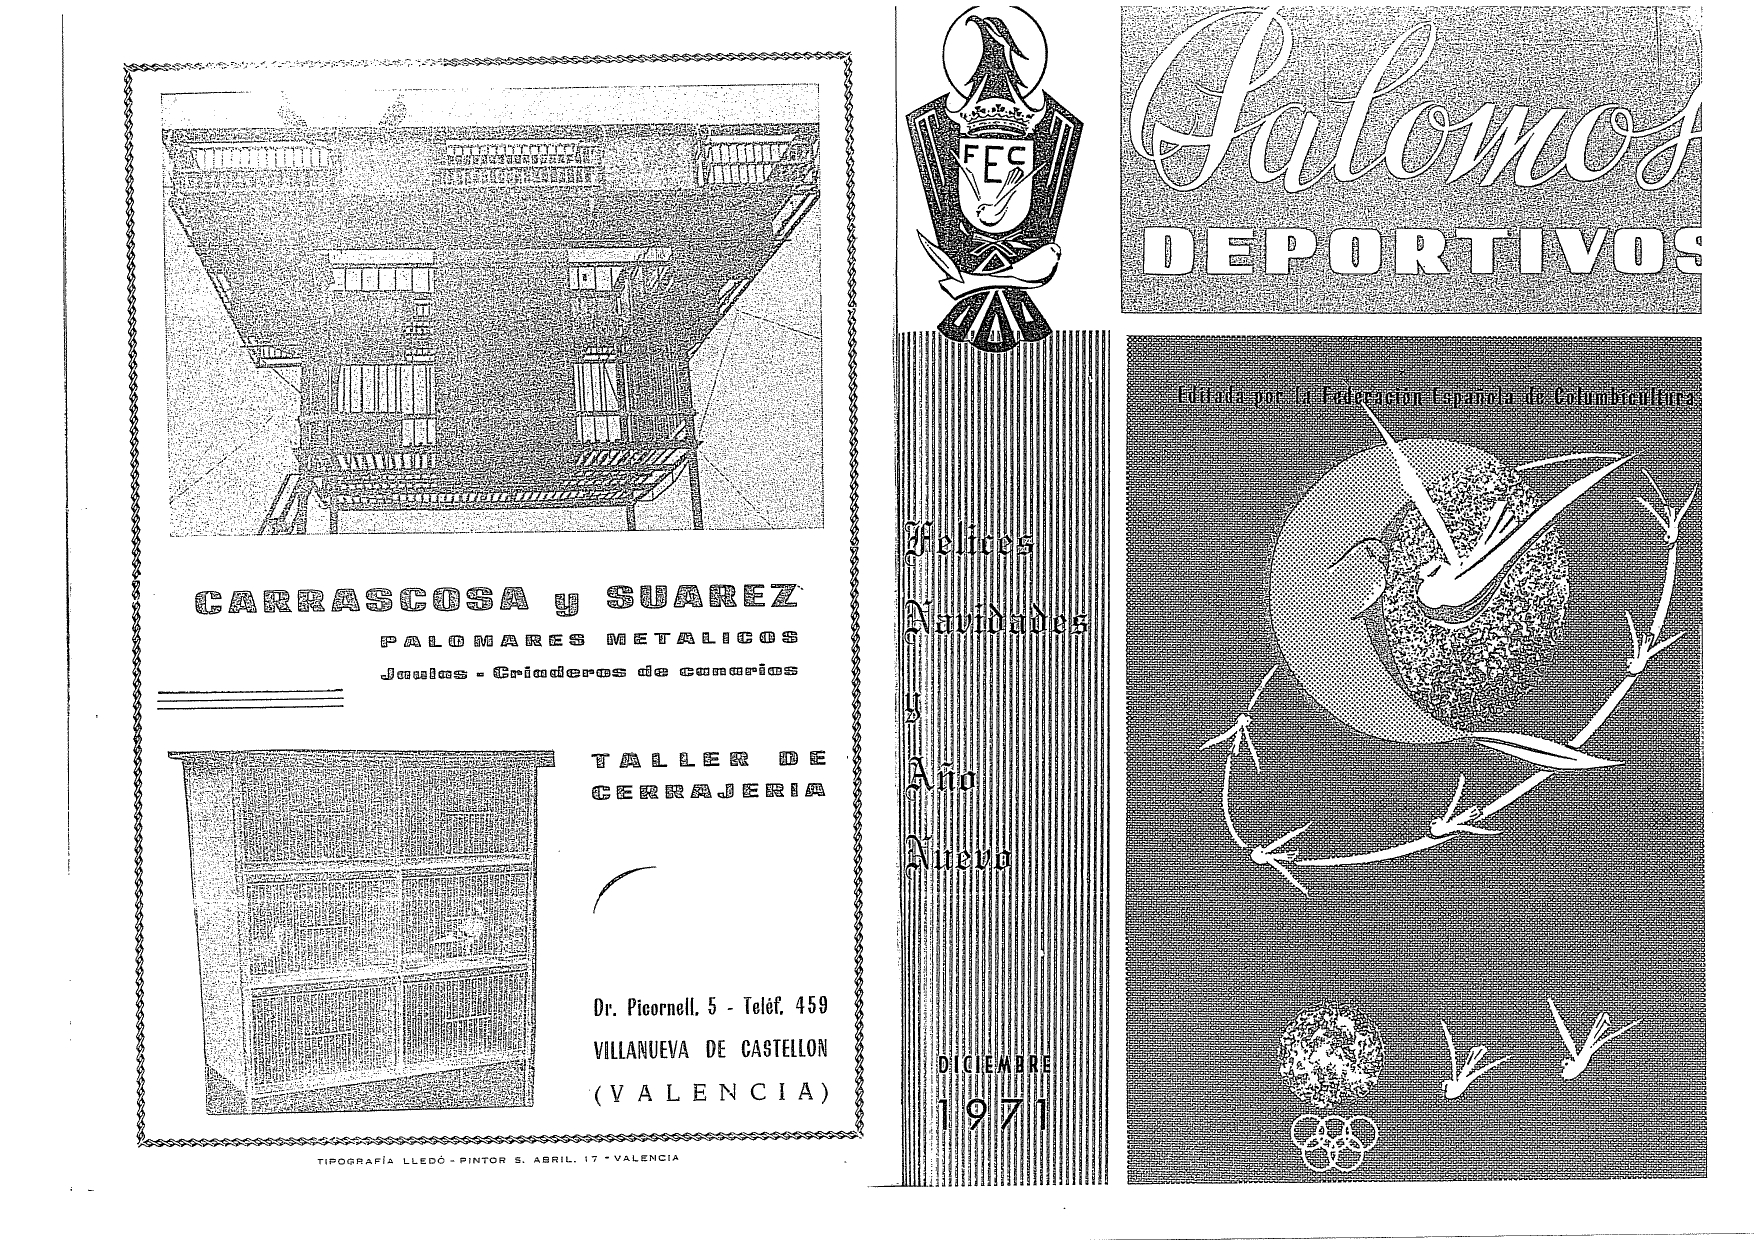 CARRASCOSA y SUAREZ
PALOMARES METALICOS
Jaulas - Criaderos de canarios
TALLER DE
CERRAJERIA
Dr. Picornell, 5 - Teléf. 459
VILLANUEVA DE CASTELLON
(VALENCIA)
TIPOGRAFÍA LLEDÓ - PINTOR S. ABRIL, 17 - VALENCIA
FEC
Felices
Navidades
y
Año
Nuevo
DICIEMBRE
1971
Palomos
DEPORTIVOS
Editada por la Federación Española de Columbicultura